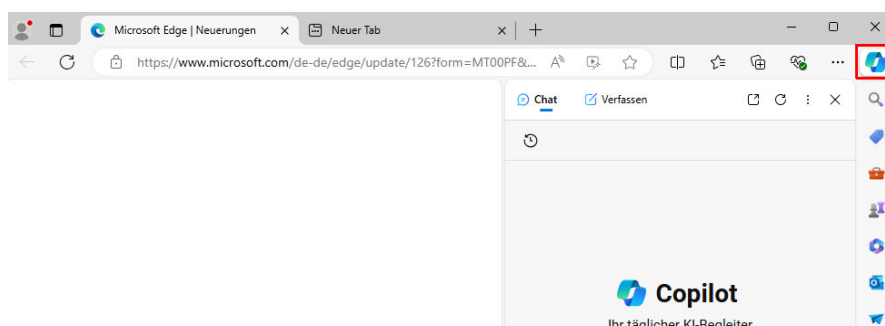 Microsoft Edge | Neuerungen
Neuer Tab
https://www.microsoft.com/de-de/edge/update/126?form=MT00PF&...
Chat
Verfassen
Copilot
Ihr täglicher KI-Begleiter